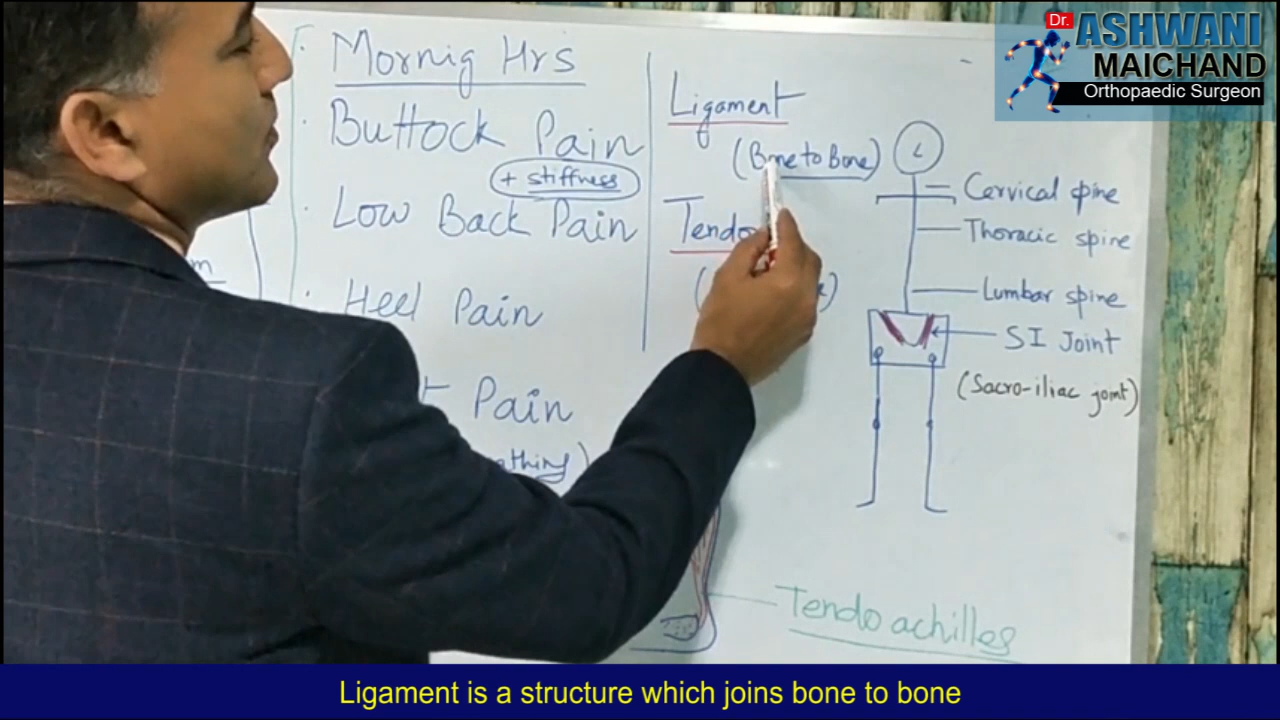 Dr. ASHWANI
MAICHAND
Orthopaedic Surgeon
Mornig Hrs
Buttock Pain
+ stiffness
Low Back Pain
Heel Pain
Pain
Ligament
(Bone to Bone)
Tendo
L
Cervical spine
Thoracic spine
Lumbar spine
SI Joint
(Sacro-iliac joint)
Tendoachilles
Ligament is a structure which joins bone to bone